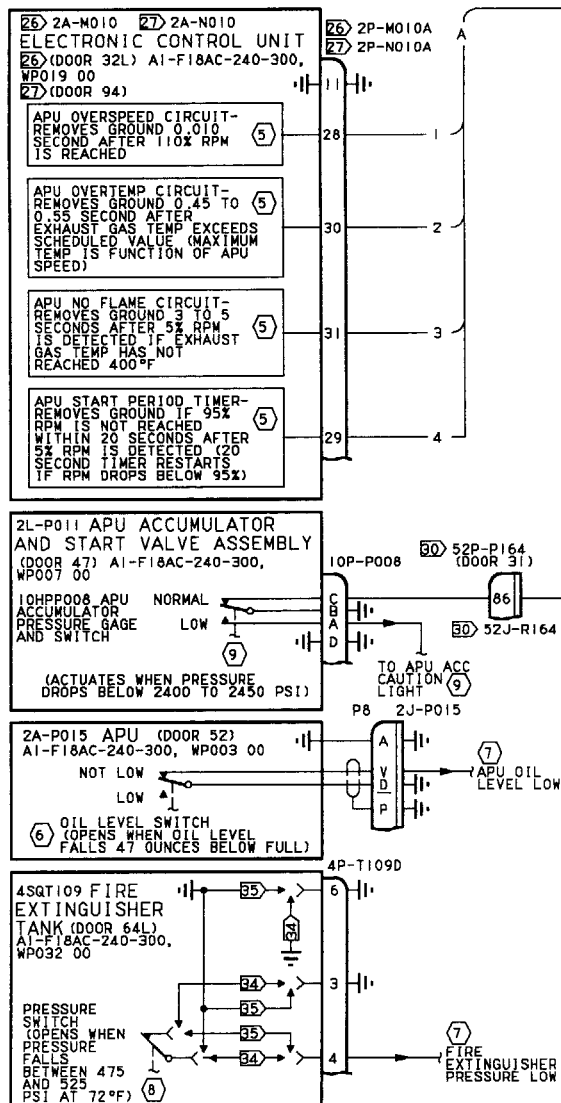 26 2A-M010 27 2A-N010
ELECTRONIC CONTROL UNIT
26 (DOOR 32L) A1-F18AC-240-300,
WP019 00
27 (DOOR 94)
26 2P-M010A
27 2P-N010A
A
11
APU OVERSPEED CIRCUIT-
REMOVES GROUND 0.010
SECOND AFTER 110% RPM
IS REACHED
5
28
1
APU OVERTEMP CIRCUIT-
REMOVES GROUND 0.45 TO
0.55 SECOND AFTER
EXHAUST GAS TEMP EXCEEDS
SCHEDULED VALUE (MAXIMUM
TEMP IS FUNCTION OF APU
SPEED)
5
30
2
APU NO FLAME CIRCUIT-
REMOVES GROUND 3 TO 5
SECONDS AFTER 5% RPM
IS DETECTED IF EXHAUST
GAS TEMP HAS NOT
REACHED 400°F
5
31
3
APU START PERIOD TIMER-
REMOVES GROUND IF 95%
RPM IS NOT REACHED
WITHIN 20 SECONDS AFTER
5% RPM IS DETECTED (20
SECOND TIMER RESTARTS
IF RPM DROPS BELOW 95%)
5
29
4
2L-P011 APU ACCUMULATOR
AND START VALVE ASSEMBLY
(DOOR 47) A1-F18AC-240-300,
WP007 00
10P-P008
30 52P-P164
(DOOR 31)
10HPP008 APU
ACCUMULATOR
PRESSURE GAGE
AND SWITCH
NORMAL
LOW
9
C
B
A
D
86
30 52J-R164
(ACTUATES WHEN PRESSURE
DROPS BELOW 2400 TO 2450 PSI)
TO APU ACC
CAUTION
LIGHT 9
P8 2J-P015
2A-P015 APU (DOOR 52)
A1-F18AC-240-300, WP003 00
NOT LOW
LOW
6 OIL LEVEL SWITCH
(OPENS WHEN OIL LEVEL
FALLS 47 OUNCES BELOW FULL)
A
V
D
P
7
APU OIL
LEVEL LOW
4P-T109D
4SQT109 FIRE
EXTINGUISHER
TANK (DOOR 64L)
A1-F18AC-240-300,
WP032 00
35
6
34
34
3
35
35
34
4
PRESSURE
SWITCH
(OPENS WHEN
PRESSURE
FALLS
BETWEEN 475
AND 525
PSI AT 72°F)
8
7
FIRE
EXTINGUISHER
PRESSURE LOW